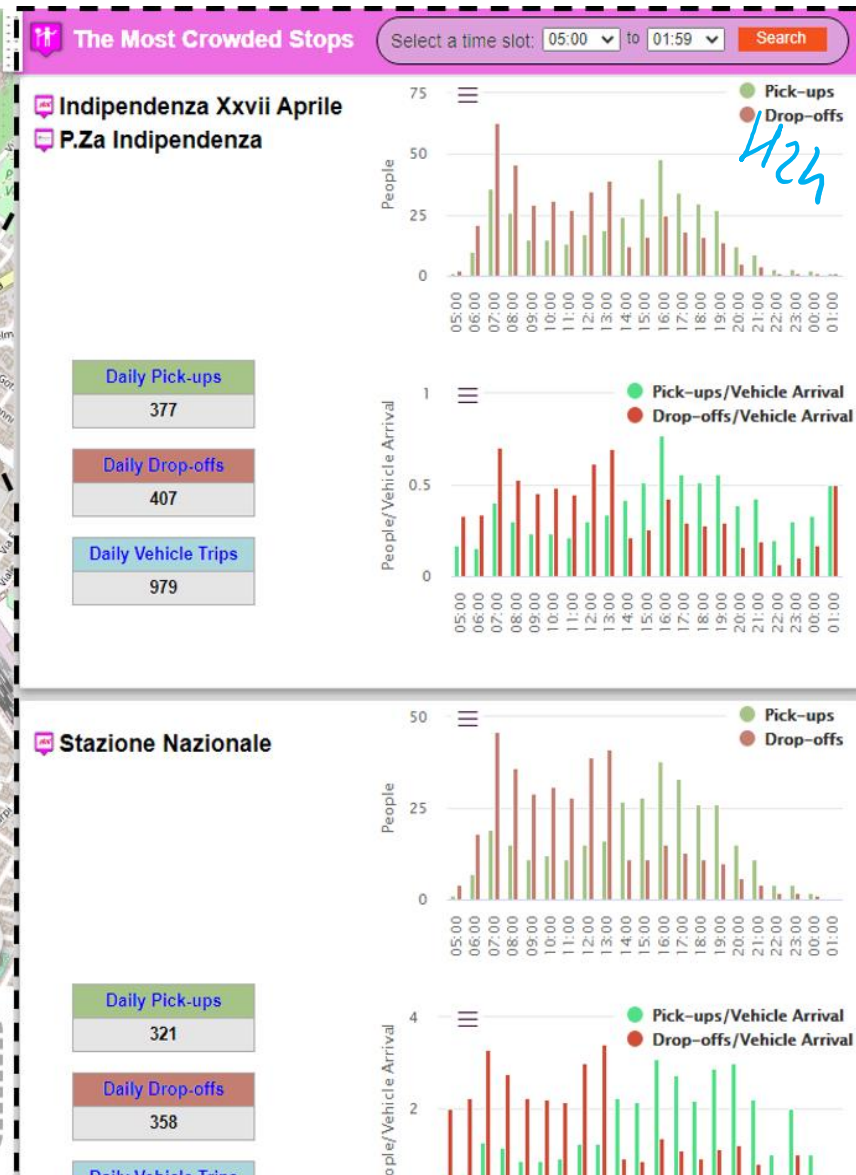 The Most Crowded Stops
Select a time slot: 05:00 to 01:59 Search
Indipendenza Xxvii Aprile
P.Za Indipendenza
Pick-ups
Drop-offs
H24
75
50
25
0
People
05:00 06:00 07:00 08:00 09:00 10:00 11:00 12:00 13:00 14:00 15:00 16:00 17:00 18:00 19:00 20:00 21:00 22:00 23:00 00:00 01:00
Daily Pick-ups
377
Daily Drop-offs
407
Daily Vehicle Trips
979
Pick-ups/Vehicle Arrival
Drop-offs/Vehicle Arrival
1
0.5
0
People/Vehicle Arrival
05:00 06:00 07:00 08:00 09:00 10:00 11:00 12:00 13:00 14:00 15:00 16:00 17:00 18:00 19:00 20:00 21:00 22:00 23:00 00:00 01:00
Stazione Nazionale
Pick-ups
Drop-offs
50
25
0
People
05:00 06:00 07:00 08:00 09:00 10:00 11:00 12:00 13:00 14:00 15:00 16:00 17:00 18:00 19:00 20:00 21:00 22:00 23:00 00:00 01:00
Daily Pick-ups
321
Daily Drop-offs
358
Daily Vehicle Trips
Pick-ups/Vehicle Arrival
Drop-offs/Vehicle Arrival
4
2
ople/Vehicle Arrival